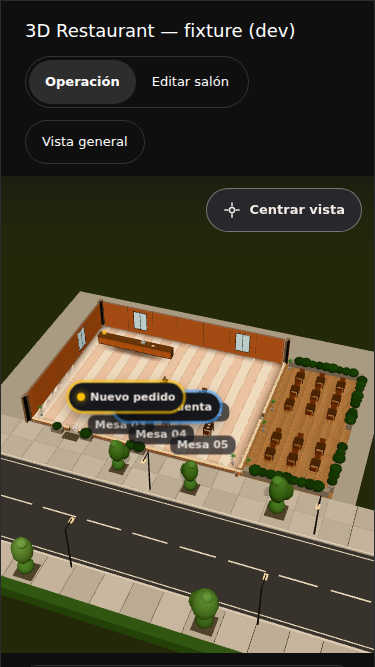 3D Restaurant — fixture (dev)
Operación
Editar salón
Vista general
Centrar vista
Nuevo pedido
Mesa 04
Mesa 05